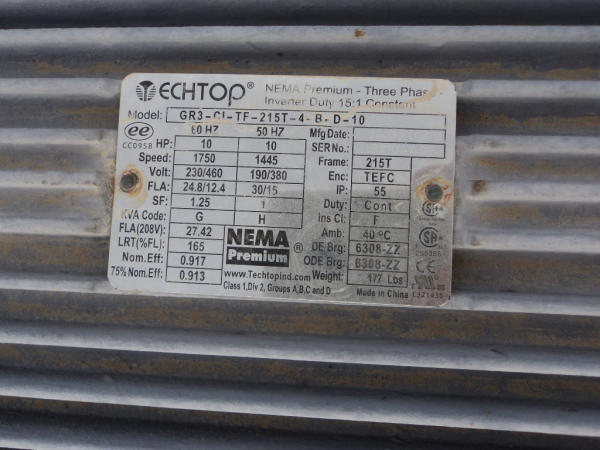 TECHTOP® NEMA Premium - Three Phas
Inverter Duty 15:1 Constant
Model: GR3-CI-TF-215T-4-B-D-10
ee CC095B
60 HZ 50 HZ
HP: 10 10
Speed: 1750 1445
Volt: 230/460 190/380
FLA: 24.8/12.4 30/15
SF: 1.25 1
KVA Code: G H
FLA(208V): 27.42
LRT(%FL): 165
Nom.Eff: 0.917
75%Nom.Eff: 0.913
NEMA Premium ®
www.Techtopind.com
Class 1,Div 2, Groups A,B,C and D
Mfg Date:
SER No:
Frame: 215T
Enc: TEFC
IP: 55
Duty: Cont
Ins Cl: F
Amb: 40 °C
DE Brg: 6308-ZZ
ODE Brg: 6308-ZZ
Weight: 177 Lbs
Made in China